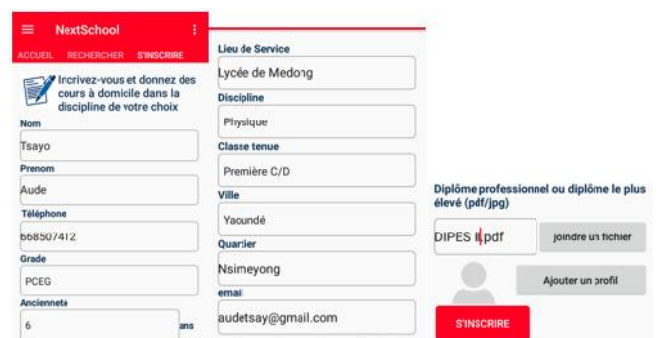 NextSchool
ACCUEIL RECHERCHER S'INSCRIRE
Incrivez-vous et donnez des
cours à domicile dans la
discipline de votre choix
Nom
Tsayo
Prenom
Aude
Téléphone
668507412
Grade
PCEG
Ancienneté
6 ans
Lieu de Service
Lycée de Medong
Discipline
Physique
Classe tenue
Première C/D
Ville
Yaoundé
Quartier
Nsimeyong
email
audetsay@gmail.com
Diplôme professionnel ou diplôme le plus
élevé (pdf/jpg)
DIPES II.pdf joindre un fichier
Ajouter un profil
S'INSCRIRE